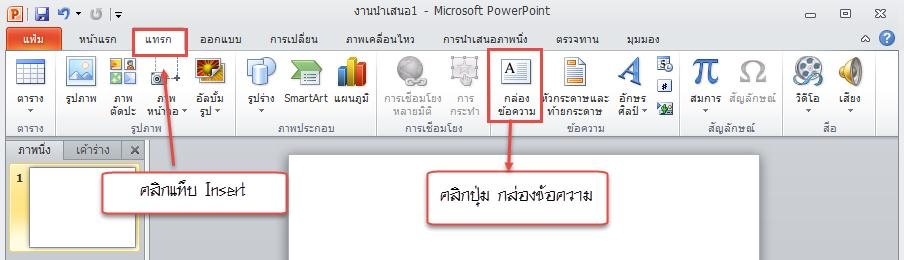 งานนำเสนอ1 - Microsoft PowerPoint
แฟ้ม หน้าแรก แทรก ออกแบบ การเปลี่ยน ภาพเคลื่อนไหว การนำเสนอภาพนิ่ง ตรวจทาน มุมมอง
ตาราง รูปภาพ ภาพ ภาพ อัลบั้ม รูปร่าง SmartArt แผนภูมิ การเชื่อมโยง การ กล่อง หัวกระดาษและ อักษร สมการ สัญลักษณ์ วิดีโอ เสียง
ตัดปะ หน้าจอ รูป หลายมิติ กระทำ ข้อความ ท้ายกระดาษ ศิลป์
ตาราง รูปภาพ ภาพประกอบ การเชื่อมโยง ข้อความ สัญลักษณ์ สื่อ
ภาพนิ่ง เค้าร่าง
1
คลิกแท็บ Insert
คลิกปุ่ม กล่องข้อความ